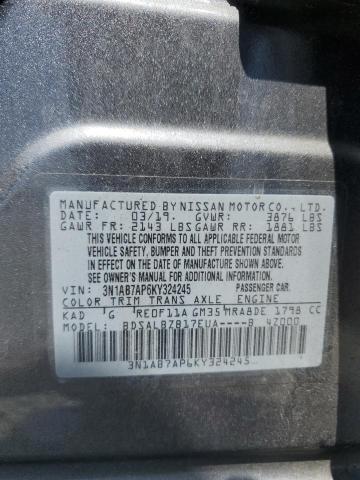 MANUFACTURED BY NISSAN MOTOR CO., LTD.
DATE: 03/19. GVWR: 3876 LBS
GAWR FR: 2143 LBS GAWR RR: 1881 LBS
THIS VEHICLE CONFORMS TO ALL APPLICABLE FEDERAL MOTOR
VEHICLE SAFETY, BUMPER AND THEFT PREVENTION STANDARDS
IN EFFECT ON THE DATE OF MANUFACTURE SHOWN ABOVE.
SEE OWNER'S MANUAL FOR ADDITIONAL INFORMATION
VIN: 3N1AB7AP6KY324245 PASSENGER CAR.
COLOR TRIM TRANS AXLE ENGINE
KAD G RE0F11A GM35 MRA8DE 1798 CC
MODEL: BDSALBZB17EUA----B 4Z000
3N1AB7AP6KY324245